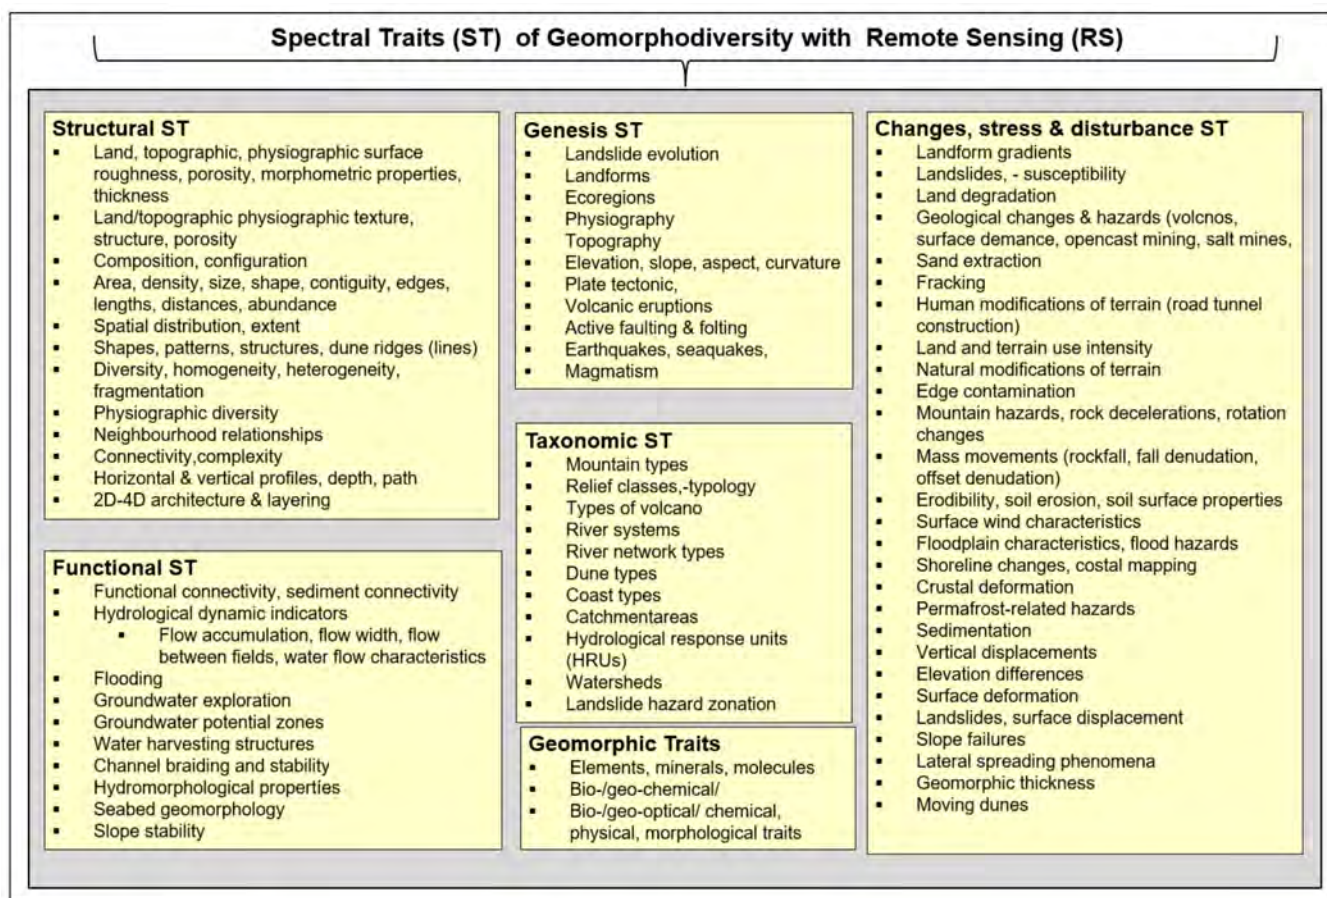 Spectral Traits (ST) of Geomorphodiversity with Remote Sensing (RS)
Structural ST
▪ Land, topographic, physiographic surface
roughness, porosity, morphometric properties,
thickness
▪ Land/topographic physiographic texture,
structure, porosity
▪ Composition, configuration
▪ Area, density, size, shape, contiguity, edges,
lengths, distances, abundance
▪ Spatial distribution, extent
▪ Shapes, patterns, structures, dune ridges (lines)
▪ Diversity, homogeneity, heterogeneity,
fragmentation
▪ Physiographic diversity
▪ Neighbourhood relationships
▪ Connectivity,complexity
▪ Horizontal & vertical profiles, depth, path
▪ 2D-4D architecture & layering
Functional ST
▪ Functional connectivity, sediment connectivity
▪ Hydrological dynamic indicators
▪ Flow accumulation, flow width, flow
between fields, water flow characteristics
▪ Flooding
▪ Groundwater exploration
▪ Groundwater potential zones
▪ Water harvesting structures
▪ Channel braiding and stability
▪ Hydromorphological properties
▪ Seabed geomorphology
▪ Slope stability
Genesis ST
▪ Landslide evolution
▪ Landforms
▪ Ecoregions
▪ Physiography
▪ Topography
▪ Elevation, slope, aspect, curvature
▪ Plate tectonic,
▪ Volcanic eruptions
▪ Active faulting & folting
▪ Earthquakes, seaquakes,
▪ Magmatism
Taxonomic ST
▪ Mountain types
▪ Relief classes,-typology
▪ Types of volcano
▪ River systems
▪ River network types
▪ Dune types
▪ Coast types
▪ Catchmentareas
▪ Hydrological response units
(HRUs)
▪ Watersheds
▪ Landslide hazard zonation
Geomorphic Traits
▪ Elements, minerals, molecules
▪ Bio-/geo-chemical/
▪ Bio-/geo-optical/ chemical,
physical, morphological traits
Changes, stress & disturbance ST
▪ Landform gradients
▪ Landslides, - susceptibility
▪ Land degradation
▪ Geological changes & hazards (volcnos,
surface demance, opencast mining, salt mines,
▪ Sand extraction
▪ Fracking
▪ Human modifications of terrain (road tunnel
construction)
▪ Land and terrain use intensity
▪ Natural modifications of terrain
▪ Edge contamination
▪ Mountain hazards, rock decelerations, rotation
changes
▪ Mass movements (rockfall, fall denudation,
offset denudation)
▪ Erodibility, soil erosion, soil surface properties
▪ Surface wind characteristics
▪ Floodplain characteristics, flood hazards
▪ Shoreline changes, costal mapping
▪ Crustal deformation
▪ Permafrost-related hazards
▪ Sedimentation
▪ Vertical displacements
▪ Elevation differences
▪ Surface deformation
▪ Landslides, surface displacement
▪ Slope failures
▪ Lateral spreading phenomena
▪ Geomorphic thickness
▪ Moving dunes